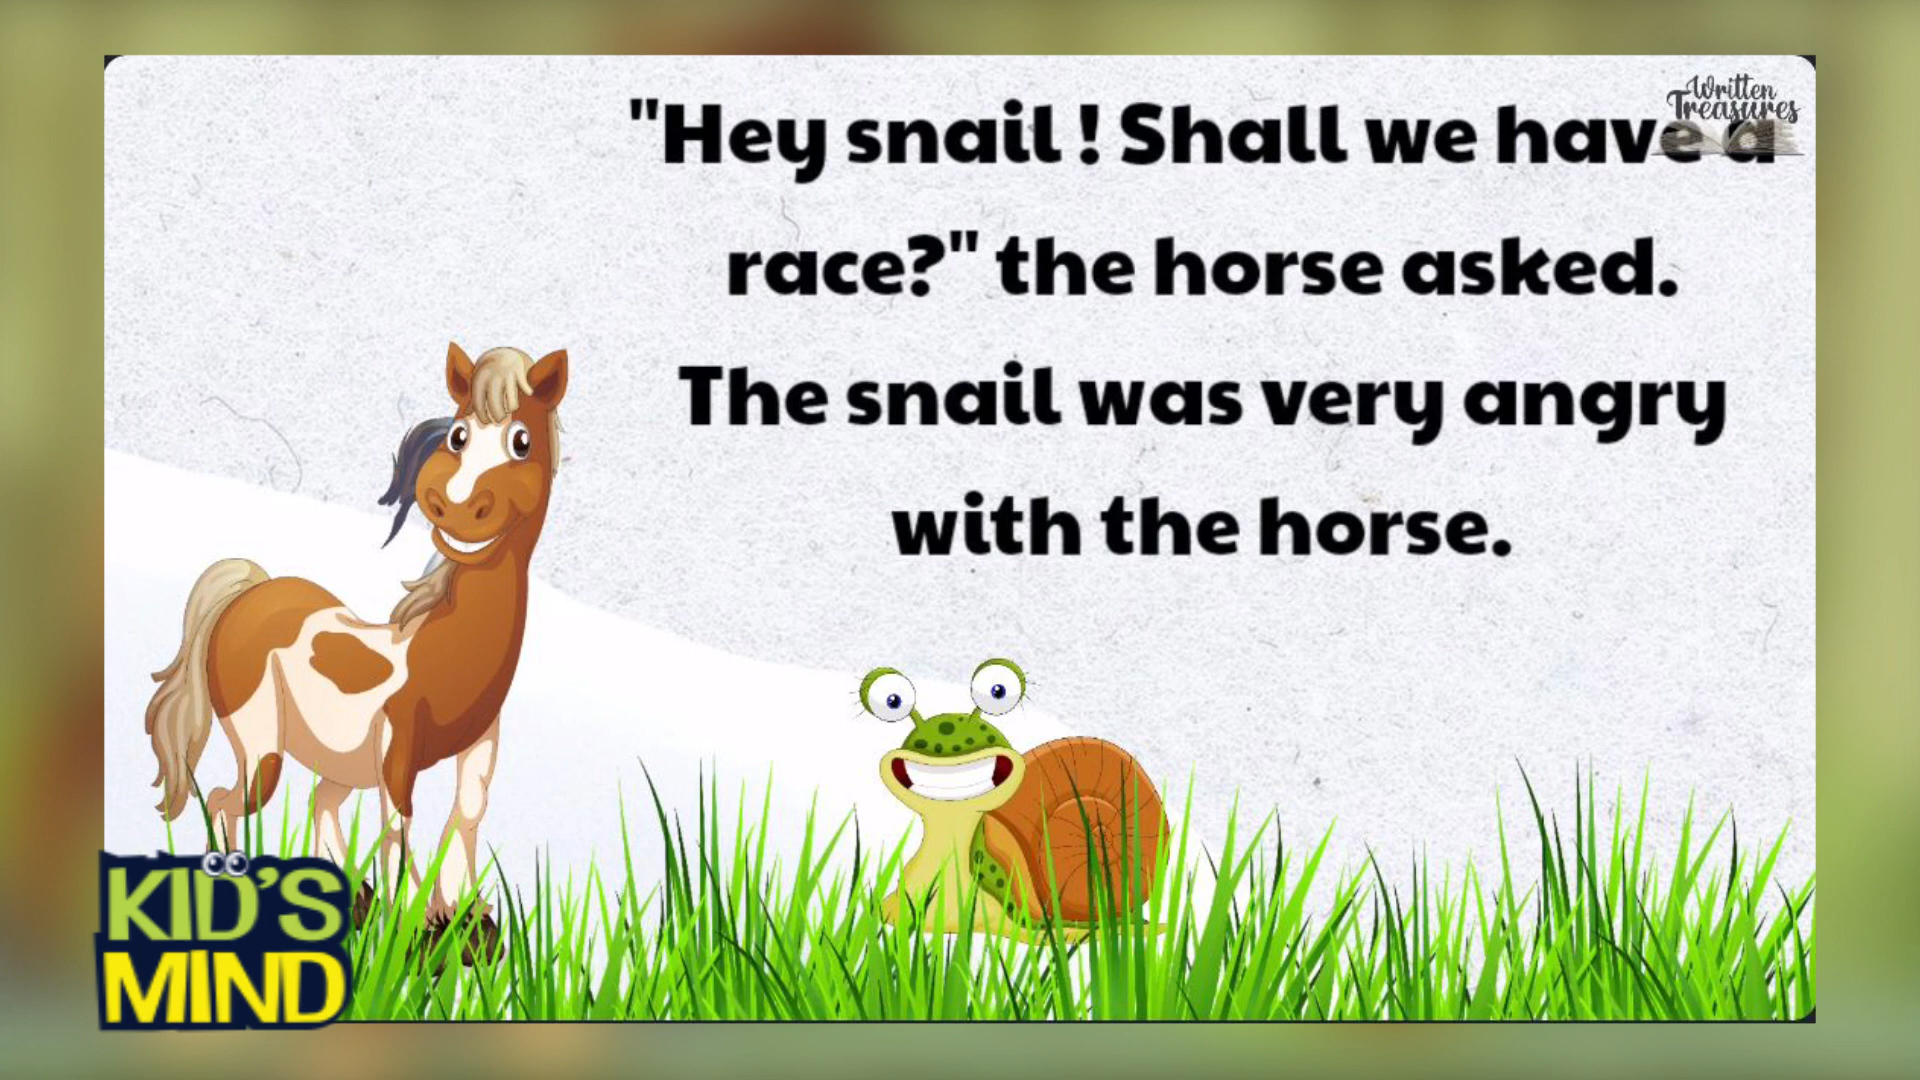 Written
Treasures
"Hey snail ! Shall we have a
race?" the horse asked.
The snail was very angry
with the horse.
KID'S
MIND